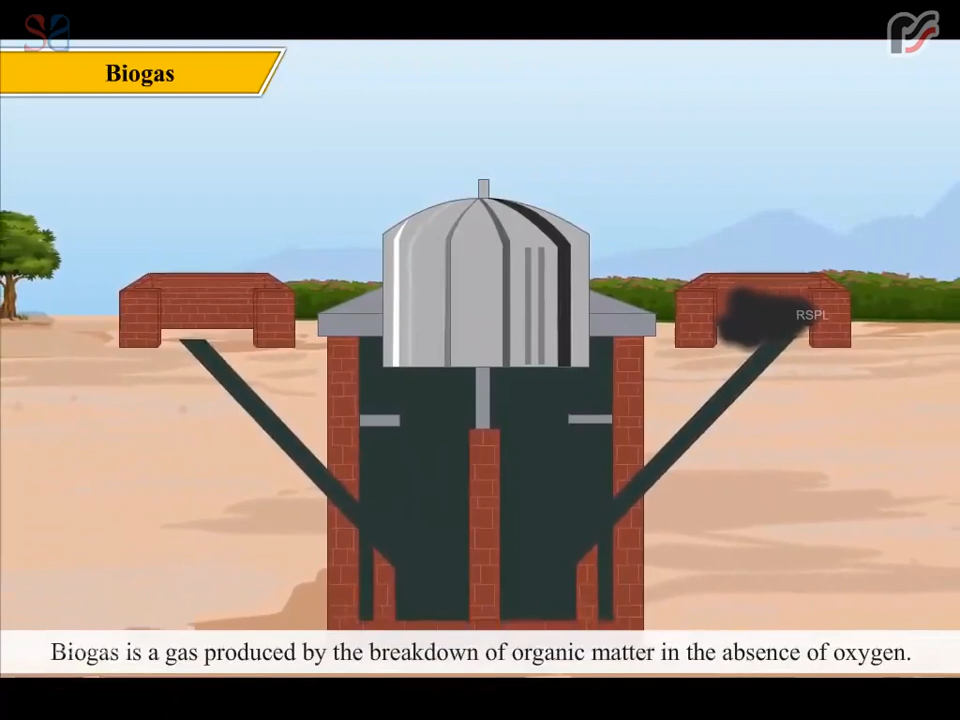 Biogas
RSPL
Biogas is a gas produced by the breakdown of organic matter in the absence of oxygen.